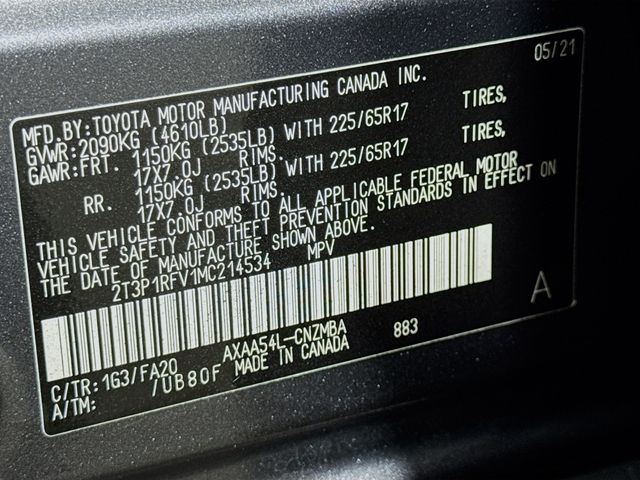 05/21
MFD.BY:TOYOTA MOTOR MANUFACTURING CANADA INC.
GVWR:2090KG (4610LB)
GAWR:FRT. 1150KG (2535LB) WITH 225/65R17 TIRES,
17X7.0J RIMS.
RR. 1150KG (2535LB) WITH 225/65R17 TIRES,
17X7.0J RIMS.
THIS VEHICLE CONFORMS TO ALL APPLICABLE FEDERAL MOTOR
VEHICLE SAFETY AND THEFT PREVENTION STANDARDS IN EFFECT ON
THE DATE OF MANUFACTURE SHOWN ABOVE.
2T3P1RFV1MC214534 MPV
A
AXAA54L-CNZMBA 883
C/TR: 1G3/FA20 MADE IN CANADA
A/TM: /UB80F